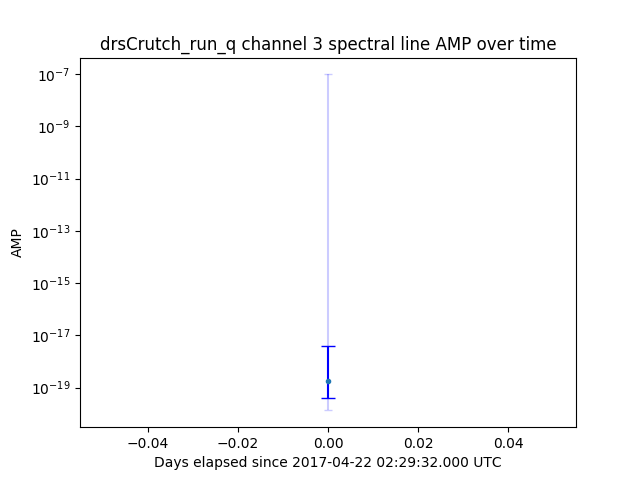 drsCrutch_run_q channel 3 spectral line AMP over time
10⁻⁷
10⁻⁹
10⁻¹¹
10⁻¹³
10⁻¹⁵
10⁻¹⁷
10⁻¹⁹
AMP
−0.04 −0.02 0.00 0.02 0.04
Days elapsed since 2017-04-22 02:29:32.000 UTC